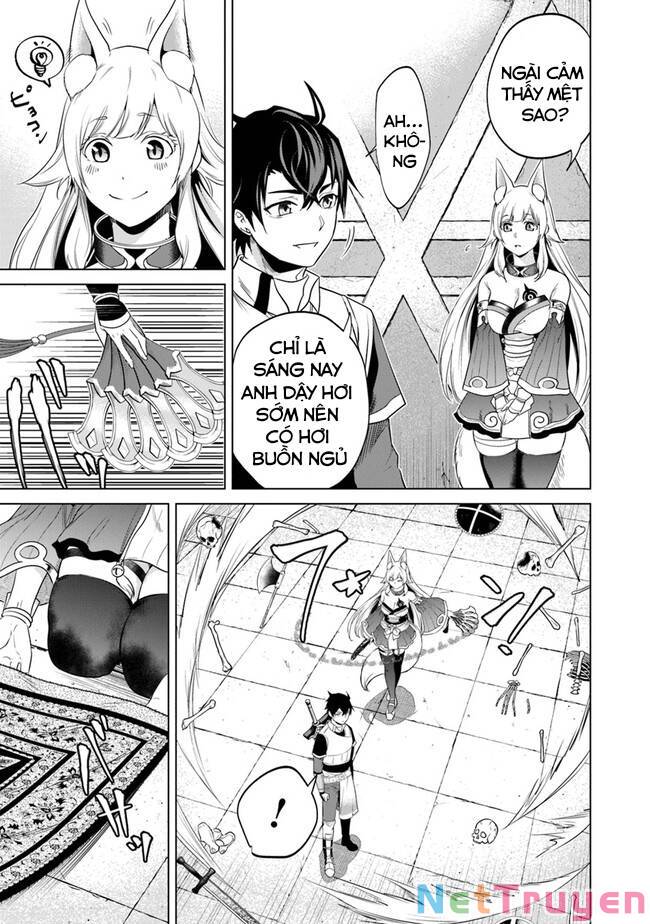 NGÀI CẢM
THẤY MỆT
SAO?
AH...
KHÔ-
NG
CHỈ LÀ
SÁNG NAY
ANH DẬY HƠI
SỚM NÊN
CÓ HƠI
BUỒN NGỦ
!
NetTruyen